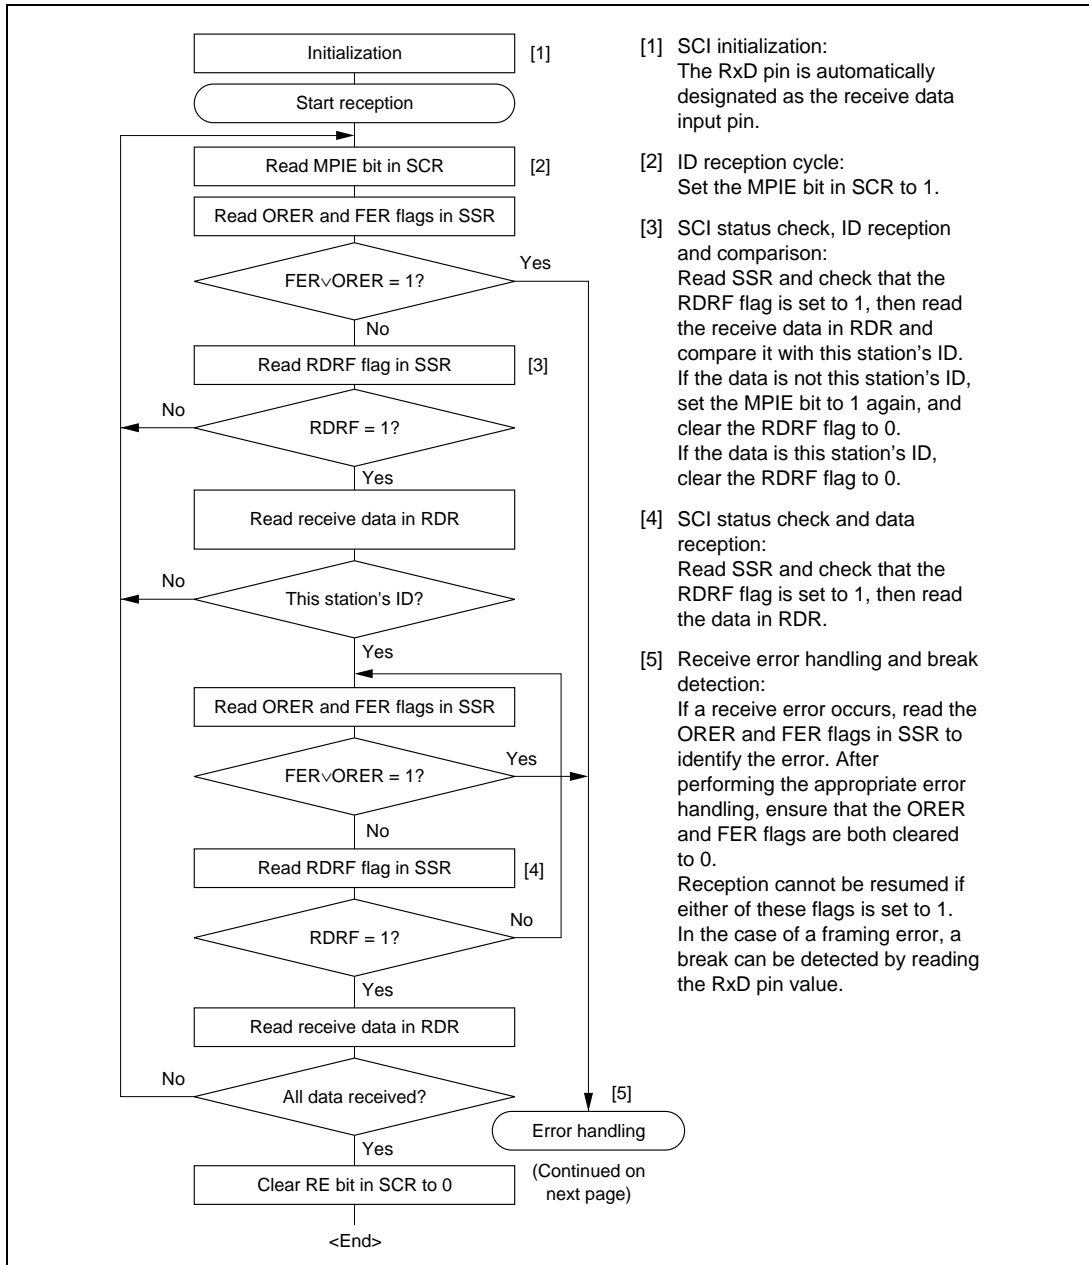 Initialization
[1]
Start reception
Read MPIE bit in SCR
[2]
Read ORER and FER flags in SSR
FER∨ORER = 1?
Yes
No
Read RDRF flag in SSR
[3]
No
RDRF = 1?
Yes
Read receive data in RDR
No
This station's ID?
Yes
Read ORER and FER flags in SSR
FER∨ORER = 1?
Yes
No
Read RDRF flag in SSR
[4]
RDRF = 1?
No
Yes
Read receive data in RDR
No
All data received?
Yes
[5]
Error handling
(Continued on
next page)
Clear RE bit in SCR to 0
<End>
[1] SCI initialization:
The RxD pin is automatically
designated as the receive data
input pin.
[2] ID reception cycle:
Set the MPIE bit in SCR to 1.
[3] SCI status check, ID reception
and comparison:
Read SSR and check that the
RDRF flag is set to 1, then read
the receive data in RDR and
compare it with this station's ID.
If the data is not this station's ID,
set the MPIE bit to 1 again, and
clear the RDRF flag to 0.
If the data is this station's ID,
clear the RDRF flag to 0.
[4] SCI status check and data
reception:
Read SSR and check that the
RDRF flag is set to 1, then read
the data in RDR.
[5] Receive error handling and break
detection:
If a receive error occurs, read the
ORER and FER flags in SSR to
identify the error. After
performing the appropriate error
handling, ensure that the ORER
and FER flags are both cleared
to 0.
Reception cannot be resumed if
either of these flags is set to 1.
In the case of a framing error, a
break can be detected by reading
the RxD pin value.